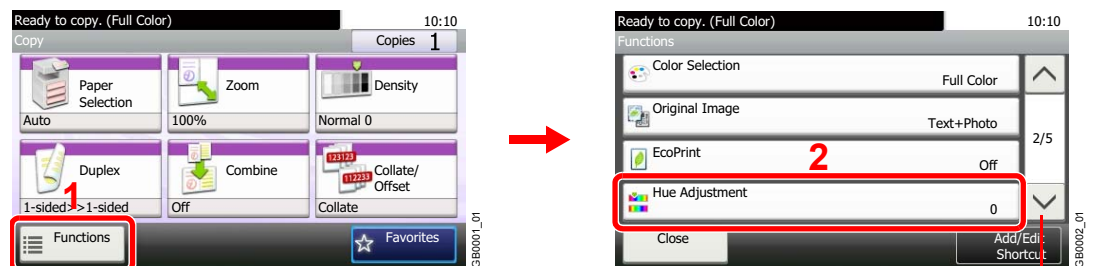 Ready to copy. (Full Color)
10:10
Copy
Copies 1
Paper
Selection
Zoom
Density
Auto
100%
Normal 0
123123
112233
Duplex
Combine
Collate/
Offset
1
1-sided>>1-sided
Off
Collate
Functions
Favorites
GB0001_01
Ready to copy. (Full Color)
10:10
Functions
Color Selection
Full Color
Original Image
Text+Photo
2/5
EcoPrint
2
Off
Hue Adjustment
0
Close
Add/Edit
Shortcut
GB0002_01